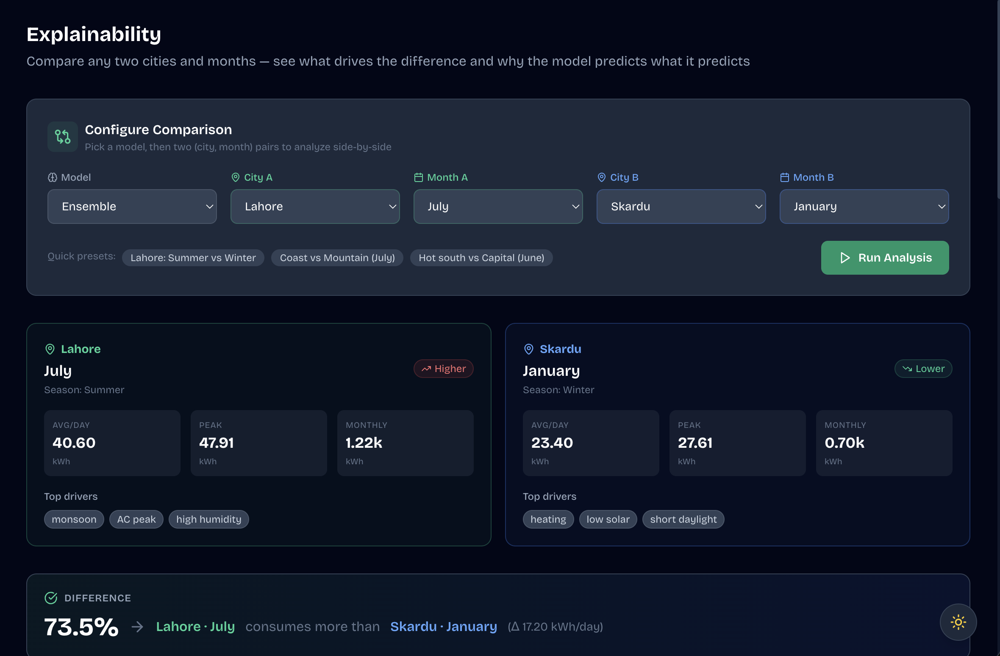 Explainability
Compare any two cities and months — see what drives the difference and why the model predicts what it predicts
Configure Comparison
Pick a model, then two (city, month) pairs to analyze side-by-side
Model
City A
Month A
City B
Month B
Ensemble
Lahore
July
Skardu
January
Quick presets:
Lahore: Summer vs Winter
Coast vs Mountain (July)
Hot south vs Capital (June)
Run Analysis
Lahore
July
Higher
Season: Summer
AVG/DAY
40.60
kWh
PEAK
47.91
kWh
MONTHLY
1.22k
kWh
Top drivers
monsoon
AC peak
high humidity
Skardu
January
Lower
Season: Winter
AVG/DAY
23.40
kWh
PEAK
27.61
kWh
MONTHLY
0.70k
kWh
Top drivers
heating
low solar
short daylight
DIFFERENCE
73.5% → Lahore · July consumes more than Skardu · January (Δ 17.20 kWh/day)